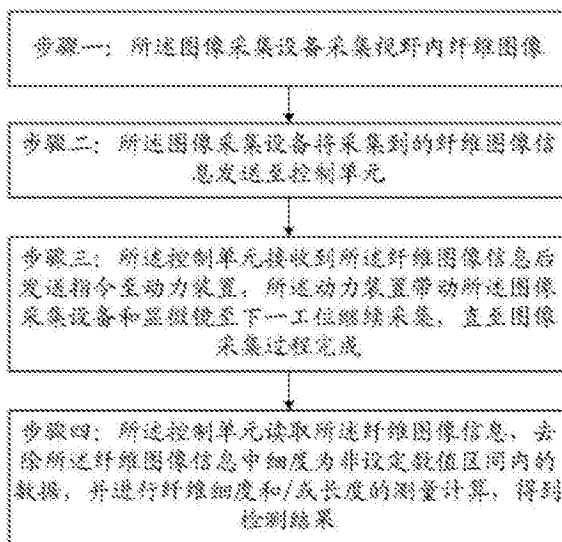 步骤一：所述图像采集设备采集视野内纤维图像
步骤二：所述图像采集设备将采集到的纤维图像信
息发送至控制单元
步骤三：所述控制单元接收到所述纤维图像信息后
发送指令至动力装置，所述动力装置带动所述图像
采集设备和显微镜至下一工位继续采集，直至图像
采集过程完成
步骤四：所述控制单元读取所述纤维图像信息，去
除所述纤维图像信息中细度为非设定数值区间内的
数据，并进行纤维细度和/或长度的测量计算，得到
检测结果